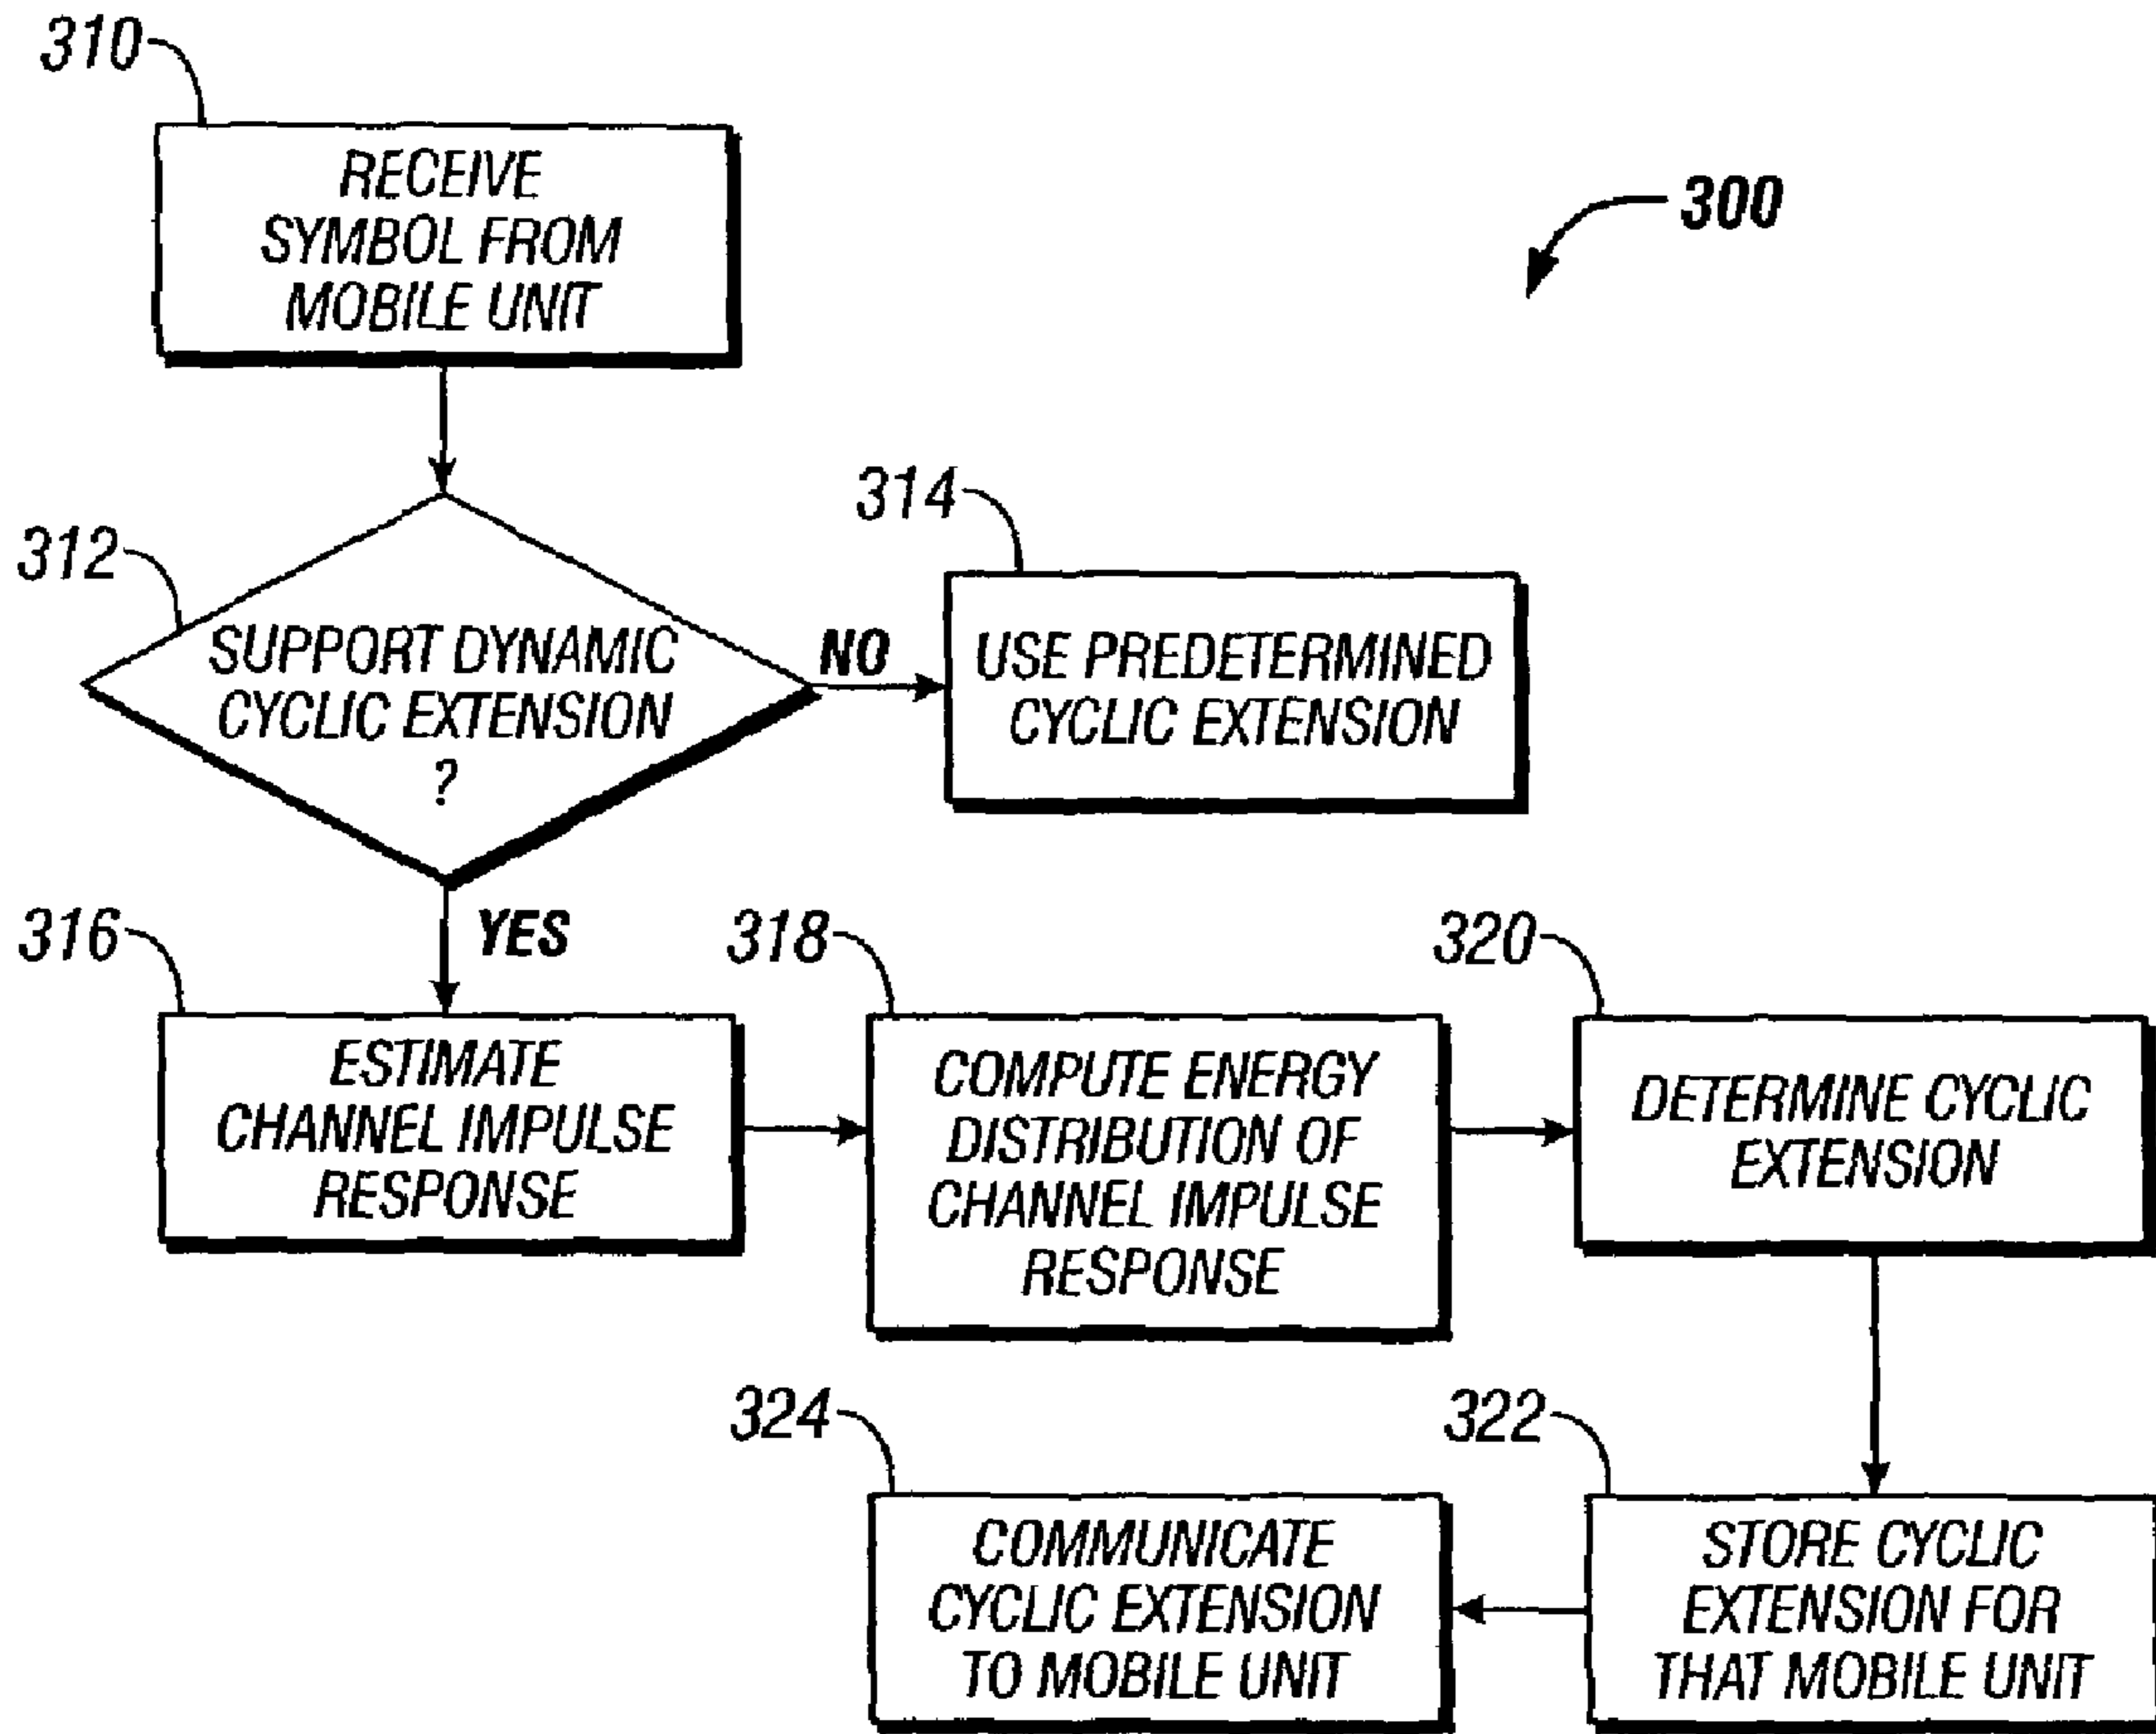 310
RECEIVE
SYMBOL FROM
MOBILE UNIT
300
312
SUPPORT DYNAMIC
CYCLIC EXTENSION
?
NO
314
USE PREDETERMINED
CYCLIC EXTENSION
YES
316
ESTIMATE
CHANNEL IMPULSE
RESPONSE
318
COMPUTE ENERGY
DISTRIBUTION OF
CHANNEL IMPULSE
RESPONSE
320
DETERMINE CYCLIC
EXTENSION
322
STORE CYCLIC
EXTENSION FOR
THAT MOBILE UNIT
324
COMMUNICATE
CYCLIC EXTENSION
TO MOBILE UNIT